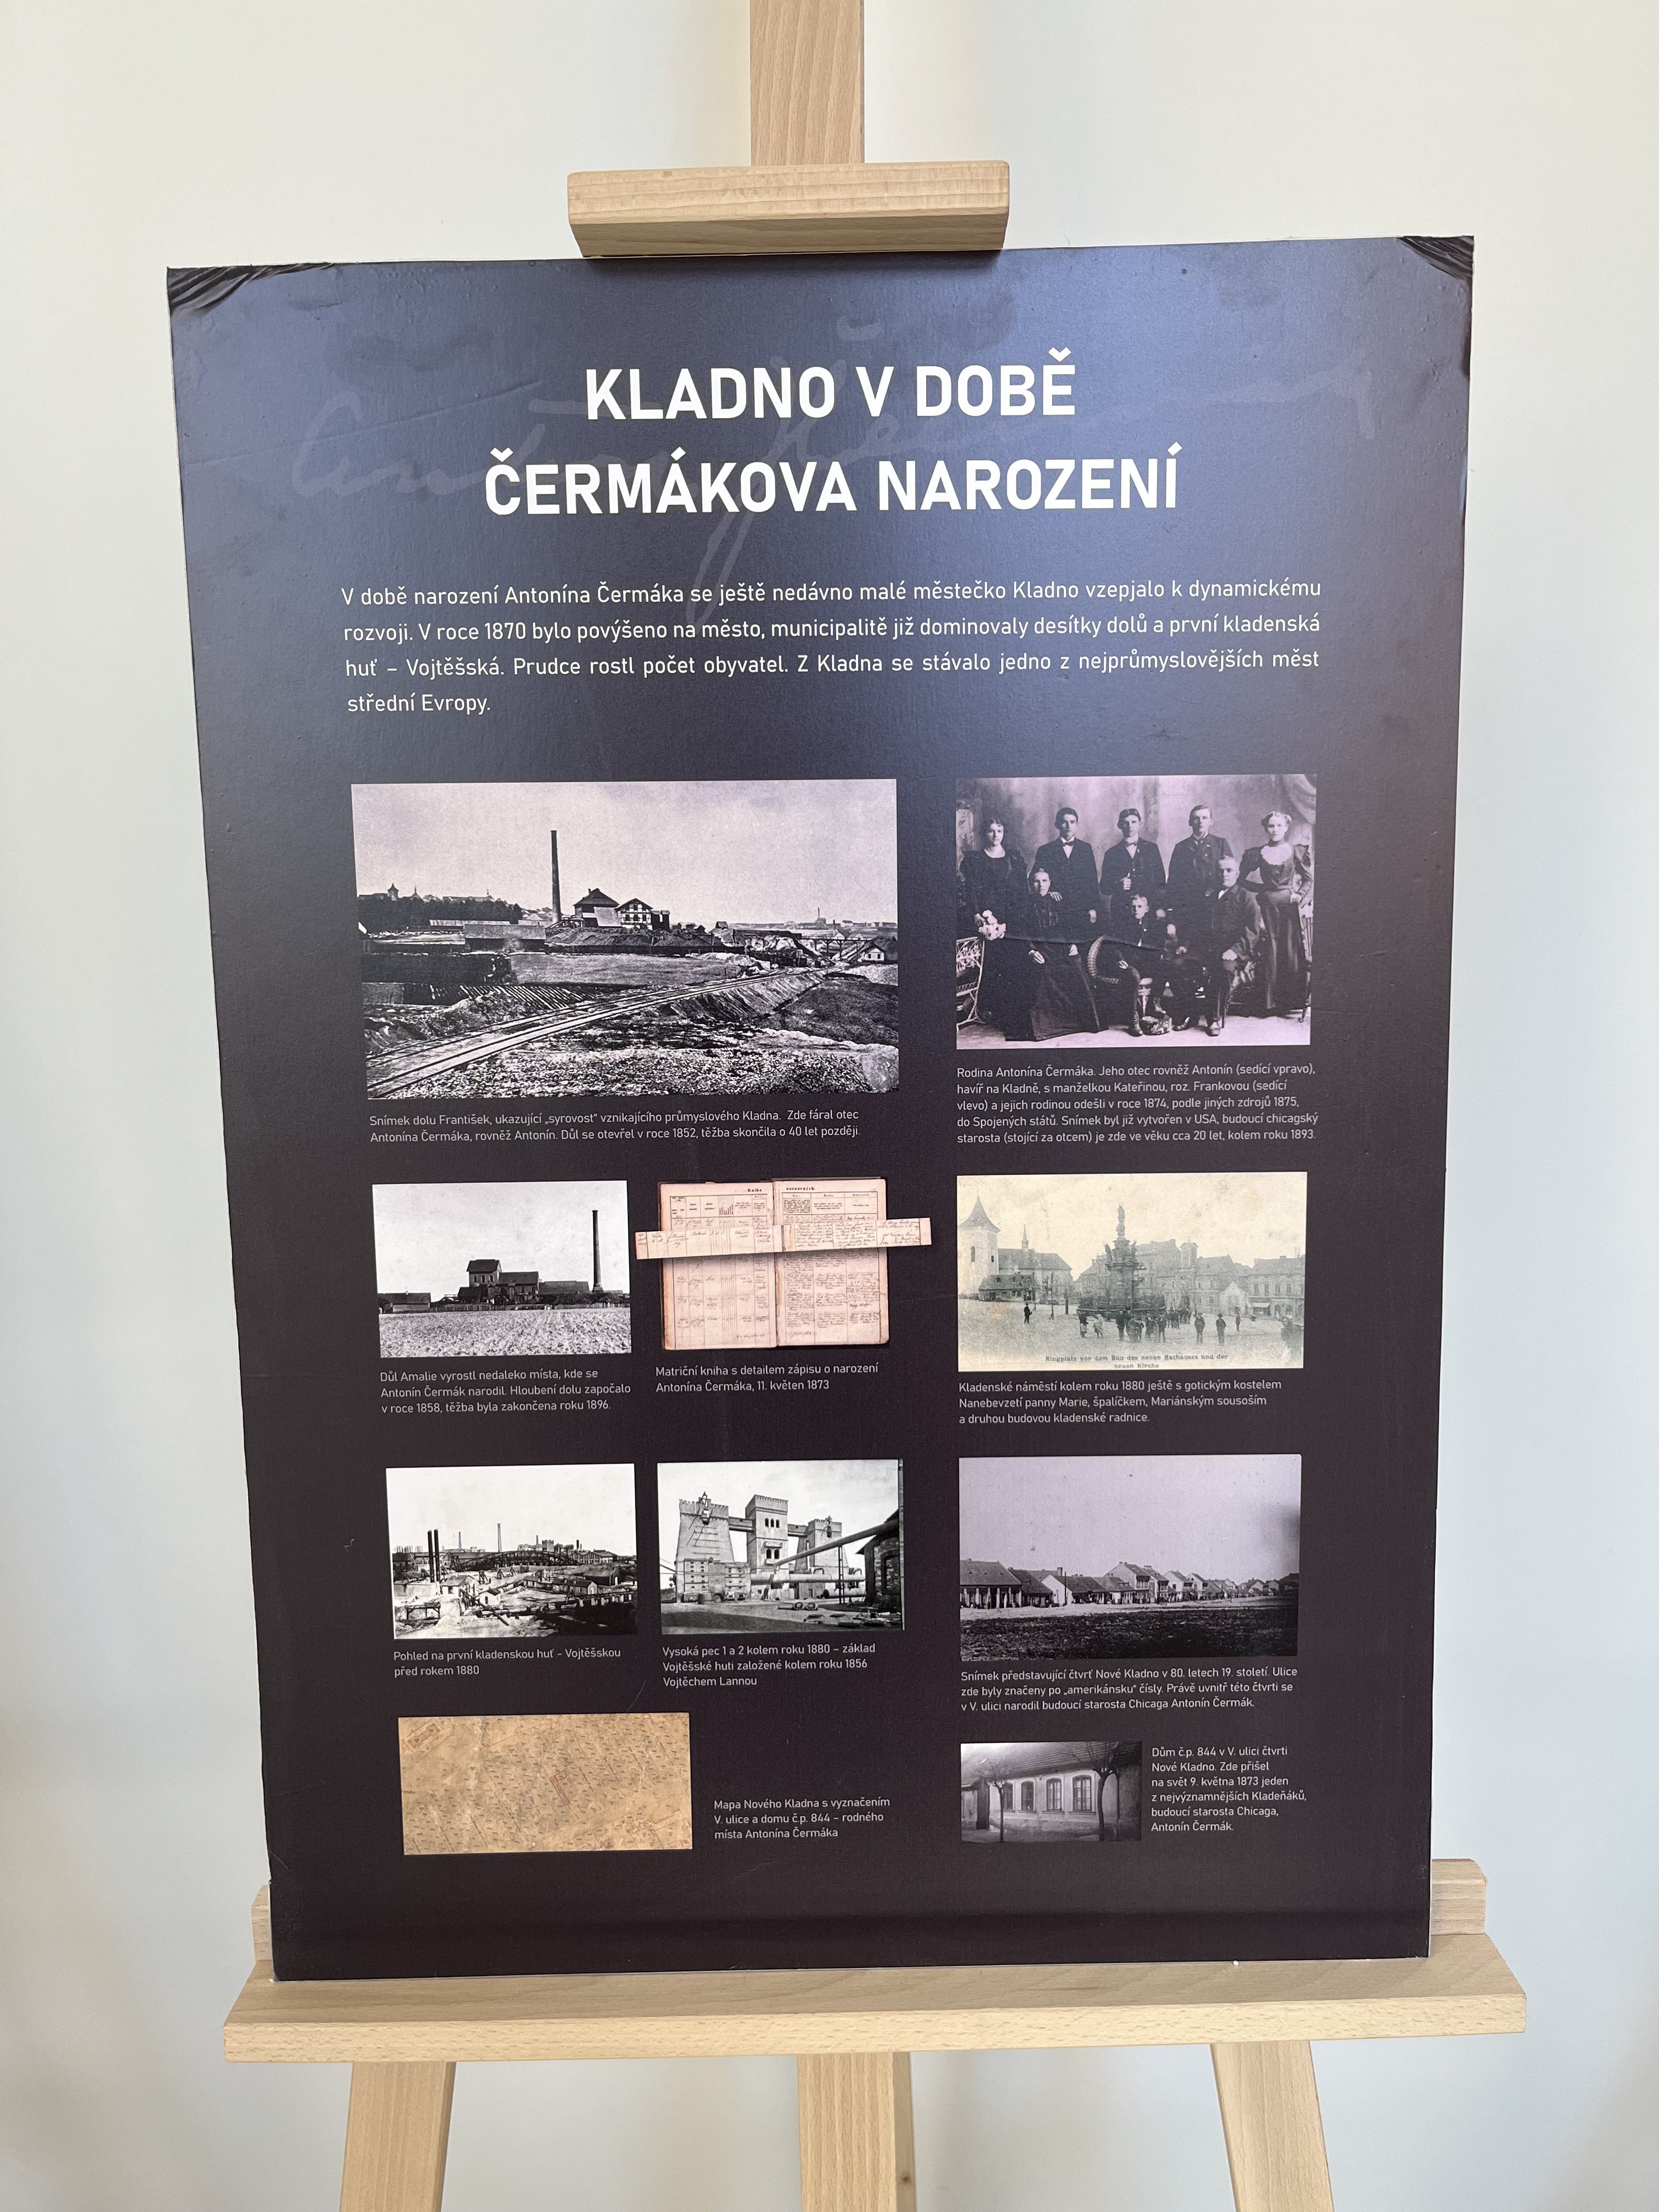 KLADNO V DOBĚ
ČERMÁKOVA NAROZENÍ
V době narození Antonína Čermáka se ještě nedávno malé městečko Kladno vzepjalo k dynamickému
rozvoji. V roce 1870 bylo povýšeno na město, municipalitě již dominovaly desítky dolů a první kladenská
huť – Vojtěšská. Prudce rostl počet obyvatel. Z Kladna se stávalo jedno z nejprůmyslovějších měst
střední Evropy.
Snímek dolu František, ukazující „syrovost" vznikajícího průmyslového Kladna. Zde fáral otec
Antonína Čermáka, rovněž Antonín. Důl se otevřel v roce 1852, těžba skončila o 40 let později.
Rodina Antonína Čermáka. Jeho otec rovněž Antonín (sedící vpravo),
havíř na Kladně, s manželkou Kateřinou, roz. Frankovou (sedící
vlevo) a jejich rodinou odešli v roce 1874, podle jiných zdrojů 1875,
do Spojených států. Snímek byl již vytvořen v USA, budoucí chicagský
starosta (stojící za otcem) je zde ve věku cca 20 let, kolem roku 1893.
Důl Amalie vyrostl nedaleko místa, kde se
Antonín Čermák narodil. Hloubení dolu započalo
v roce 1858, těžba byla zakončena roku 1896.
Matriční kniha s detailem zápisu o narození
Antonína Čermáka, 11. květen 1873
Ringplatz vor dem Bau des neuen Rathauses und der
neuen Kirche
Kladenské náměstí kolem roku 1880 ještě s gotickým kostelem
Nanebevzetí panny Marie, špalíčkem, Mariánským sousoším
a druhou budovou kladenské radnice.
Pohled na první kladenskou huť - Vojtěšskou
před rokem 1880
Vysoká pec 1 a 2 kolem roku 1880 – základ
Vojtěšské huti založené kolem roku 1856
Vojtěchem Lannou
Snímek představující čtvrť Nové Kladno v 80. letech 19. století. Ulice
zde byly značeny po „amerikánsku" čísly. Právě uvnitř této čtvrti se
v V. ulici narodil budoucí starosta Chicaga Antonín Čermák.
Mapa Nového Kladna s vyznačením
V. ulice a domu č.p. 844 – rodného
místa Antonína Čermáka
Dům č.p. 844 v V. ulici čtvrti
Nové Kladno. Zde přišel
na svět 9. května 1873 jeden
z nejvýznamnějších Kladeňáků,
budoucí starosta Chicaga,
Antonín Čermák.